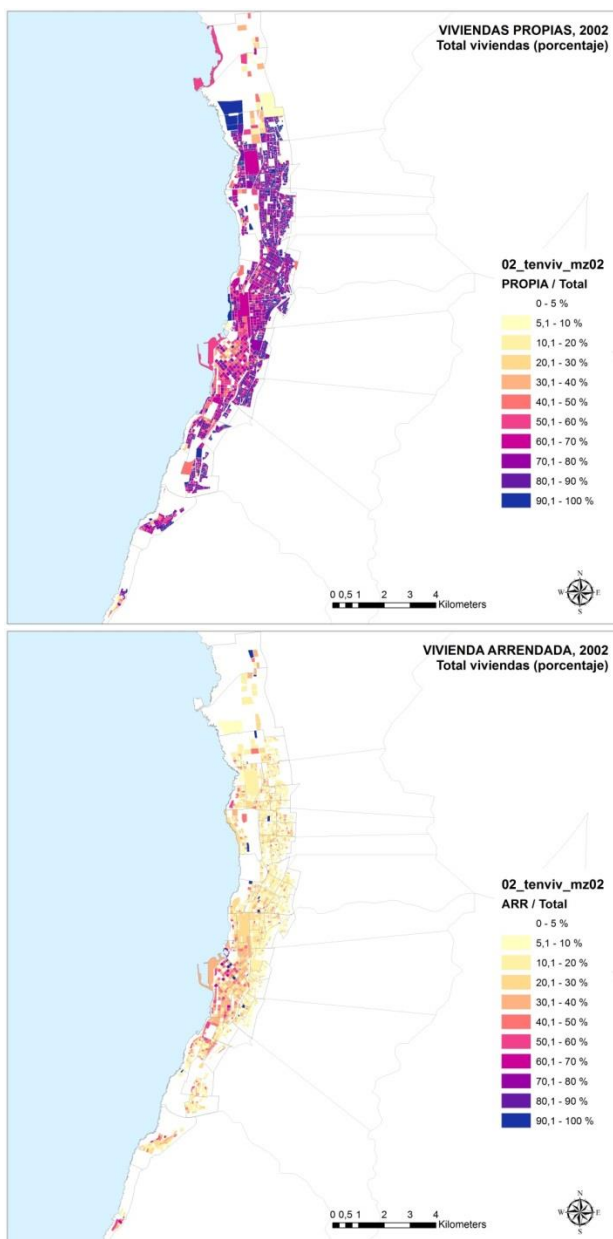 VIVIENDAS PROPIAS, 2002
Total viviendas (porcentaje)
02_tenviv_mz02
PROPIA / Total
0 - 5 %
5,1 - 10 %
10,1 - 20 %
20,1 - 30 %
30,1 - 40 %
40,1 - 50 %
50,1 - 60 %
60,1 - 70 %
70,1 - 80 %
80,1 - 90 %
90,1 - 100 %
0 0,5 1 2 3 4
Kilometers
N
W E
S
VIVIENDA ARRENDADA, 2002
Total viviendas (porcentaje)
02_tenviv_mz02
ARR / Total
0 - 5 %
5,1 - 10 %
10,1 - 20 %
20,1 - 30 %
30,1 - 40 %
40,1 - 50 %
50,1 - 60 %
60,1 - 70 %
70,1 - 80 %
80,1 - 90 %
90,1 - 100 %
0 0,5 1 2 3 4
Kilometers
N
W E
S